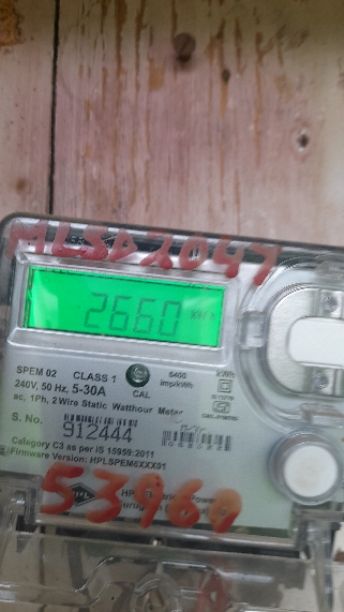 MLSD2047
2660 kWh
SPEM 02 CLASS 1
CAL
6400 imp/kWh
240V, 50 Hz, 5-30A
ac, 1Ph, 2 Wire Static Watthour Meter
S. No.
912444
Category C3 as per IS 15959:2011
Firmware Version:
HPL
53960